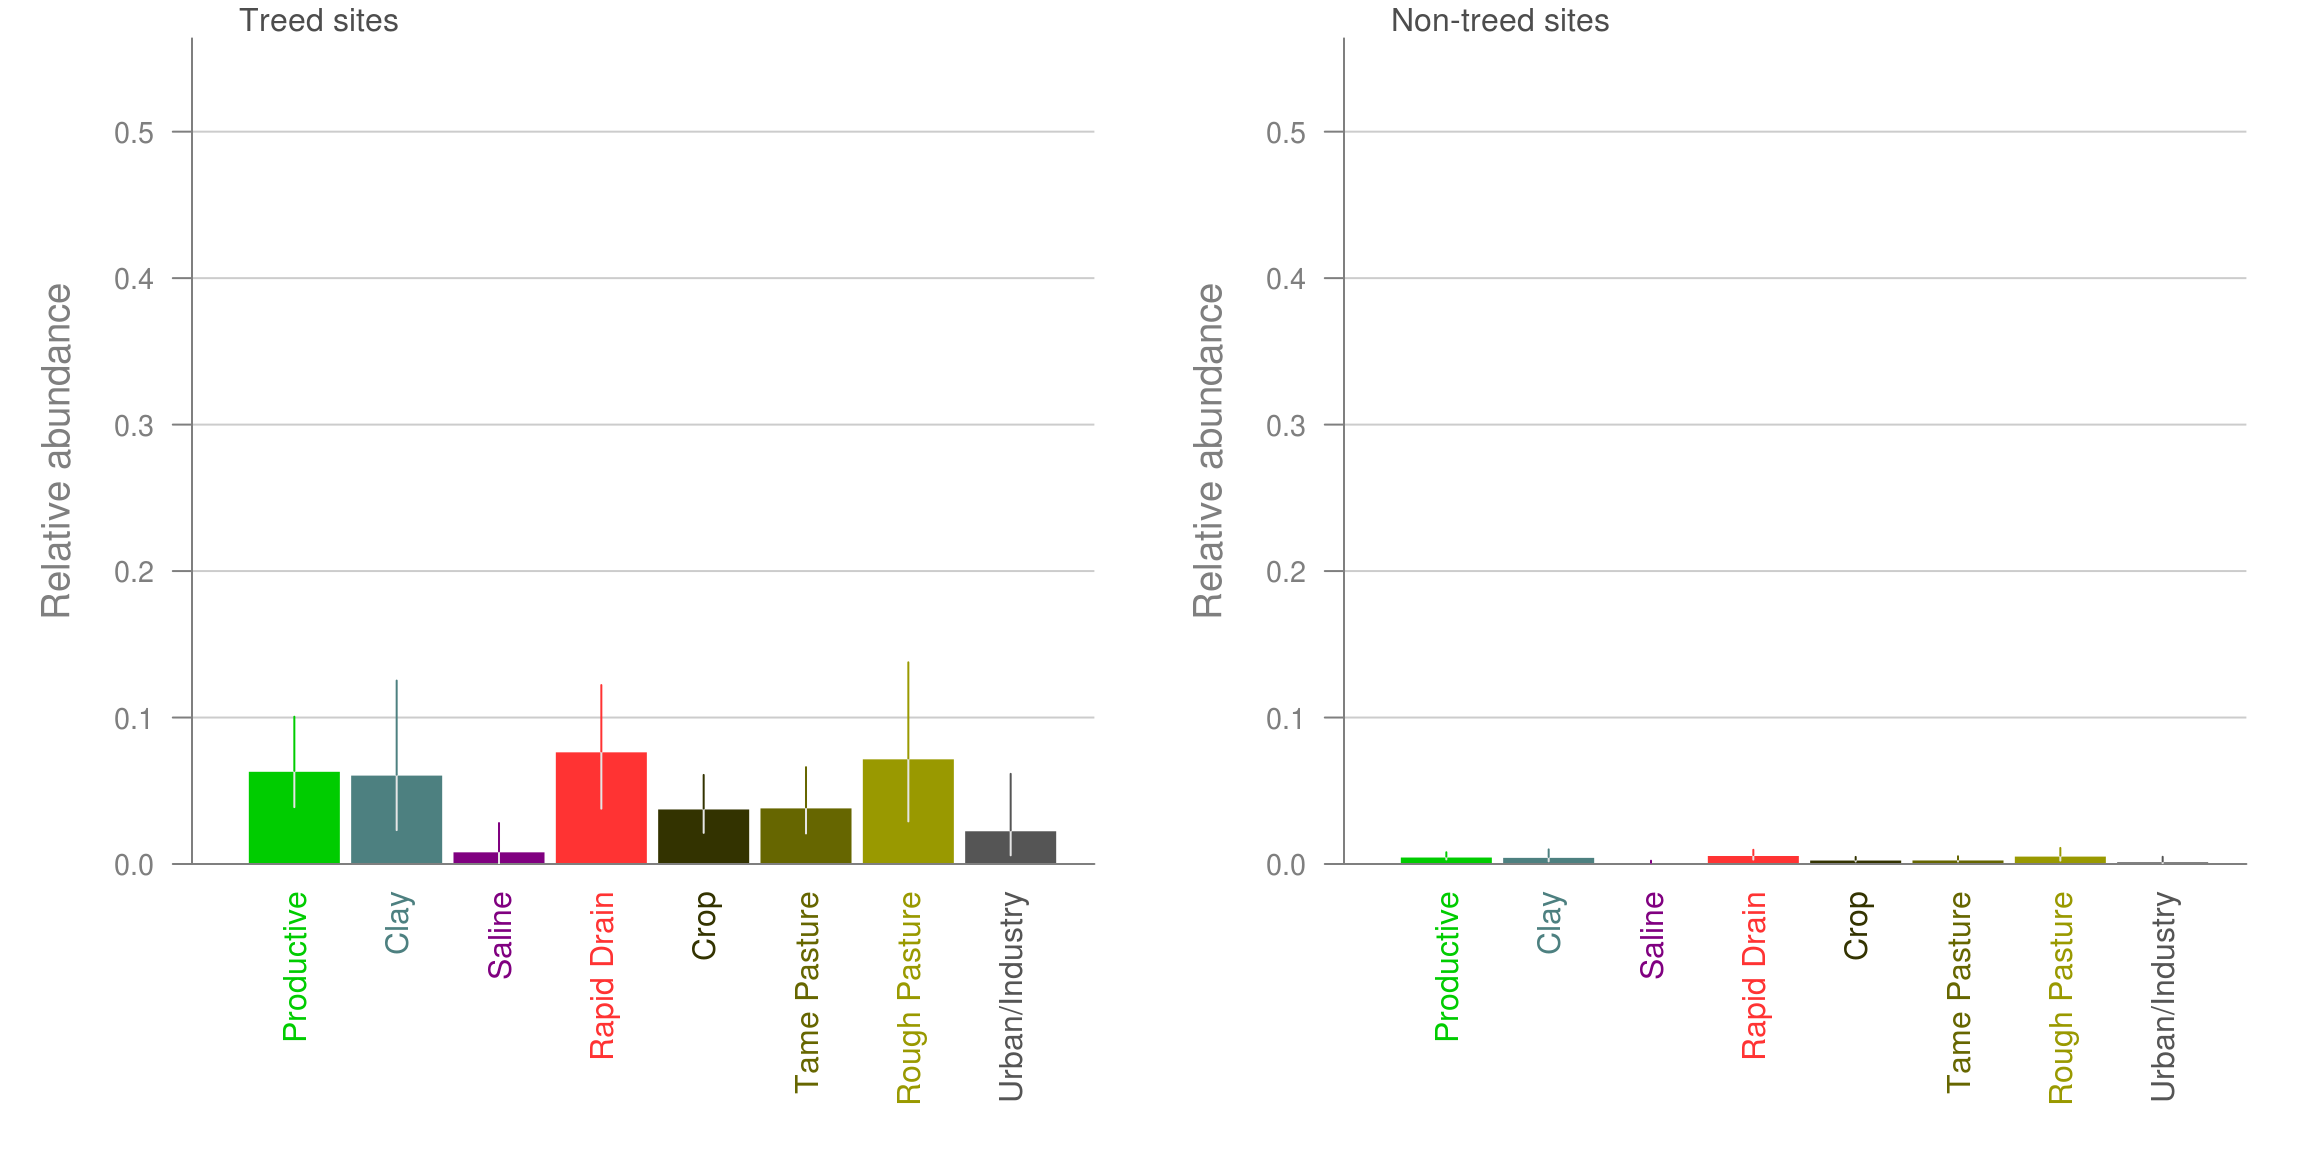 Treed sites
Relative abundance
0.5
0.4
0.3
0.2
0.1
0.0
Productive
Clay
Saline
Rapid Drain
Crop
Tame Pasture
Rough Pasture
Urban/Industry
Non-treed sites
Relative abundance
0.5
0.4
0.3
0.2
0.1
0.0
Productive
Clay
Saline
Rapid Drain
Crop
Tame Pasture
Rough Pasture
Urban/Industry